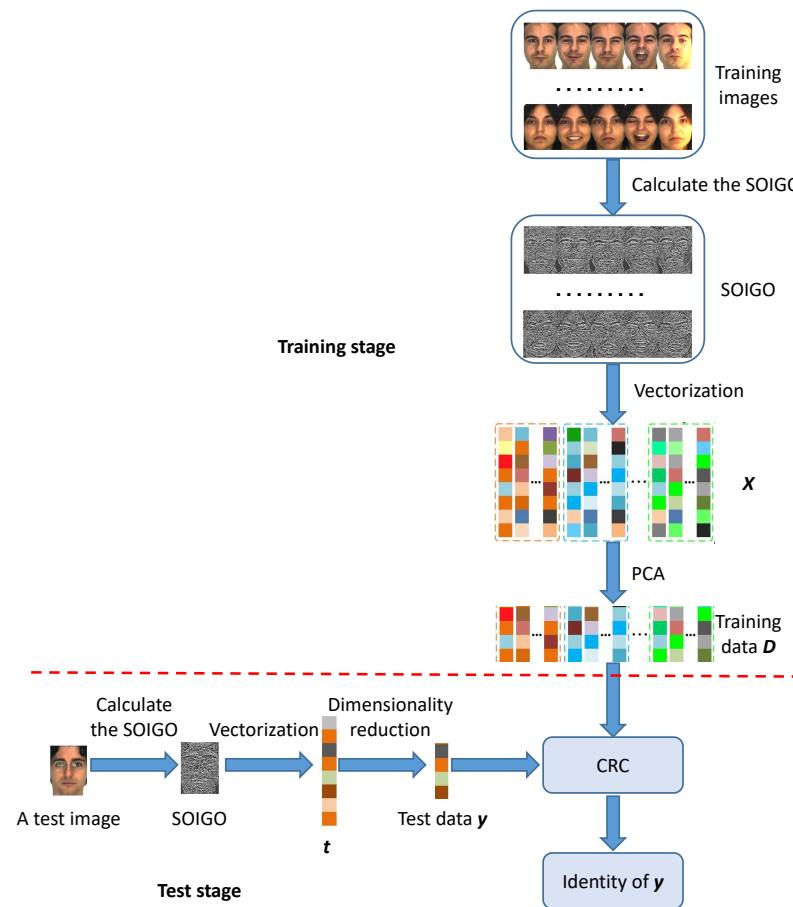 Training
images
Calculate the SOIGO
SOIGO
Training stage
Vectorization
X
PCA
Training
data D
Calculate
the SOIGO
Vectorization
Dimensionality
reduction
CRC
A test image
SOIGO
Test data y
t
Identity of y
Test stage